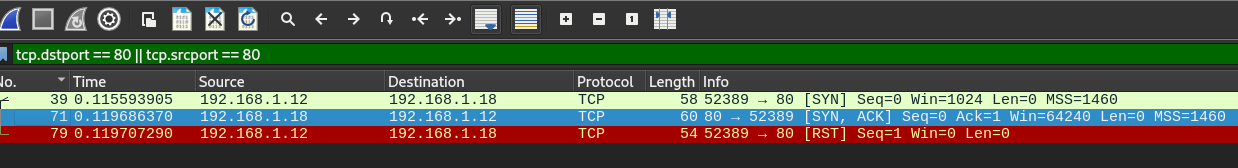 tcp.dstport == 80 || tcp.srcport == 80
No. Time Source Destination Protocol Length Info
39 0.115593905 192.168.1.12 192.168.1.18 TCP 58 52389 → 80 [SYN] Seq=0 Win=1024 Len=0 MSS=1460
71 0.119686370 192.168.1.18 192.168.1.12 TCP 60 80 → 52389 [SYN, ACK] Seq=0 Ack=1 Win=64240 Len=0 MSS=1460
79 0.119707290 192.168.1.12 192.168.1.18 TCP 54 52389 → 80 [RST] Seq=1 Win=0 Len=0